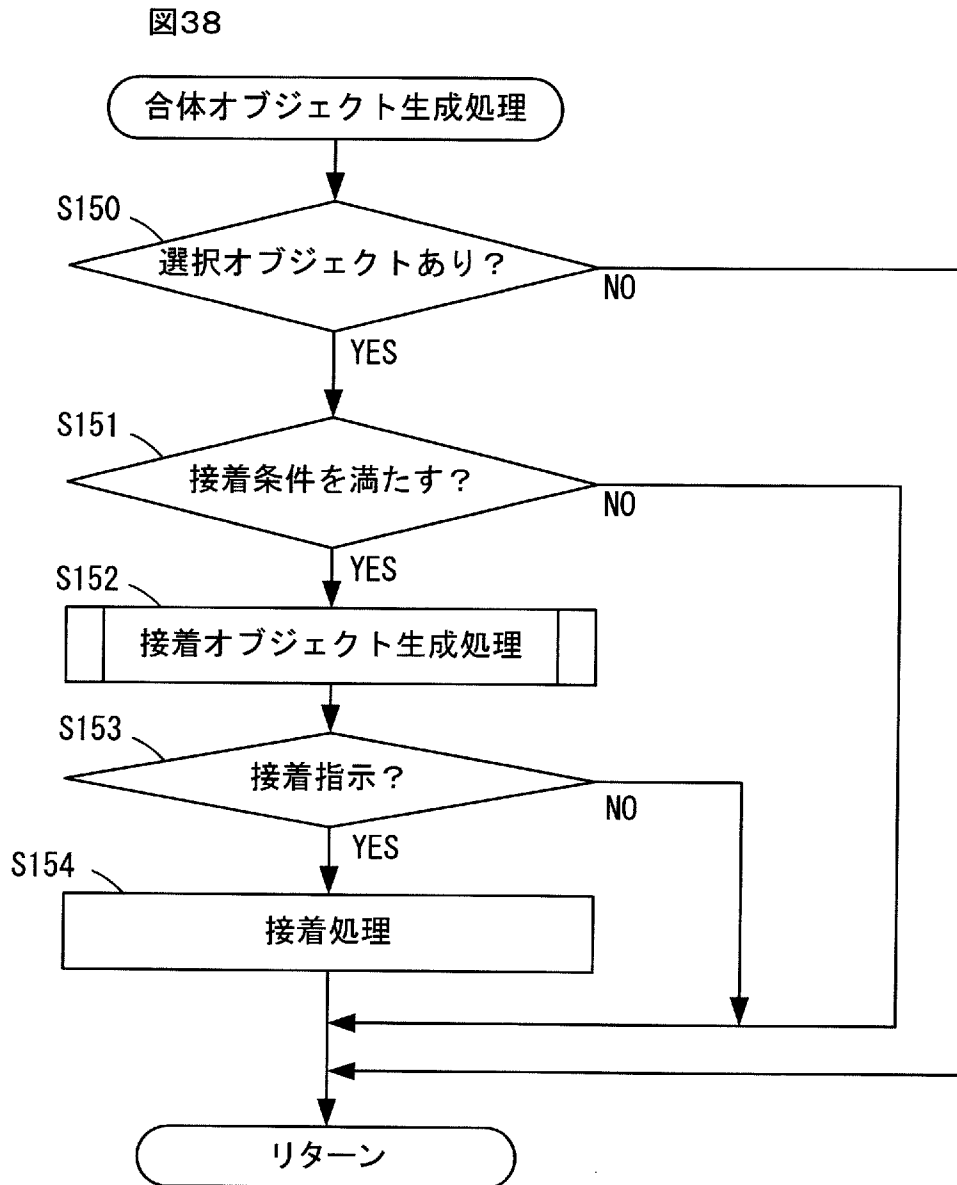 図38
合体オブジェクト生成処理
S150
選択オブジェクトあり？
NO
YES
S151
接着条件を満たす？
NO
YES
S152
接着オブジェクト生成処理
S153
接着指示？
NO
YES
S154
接着処理
リターン